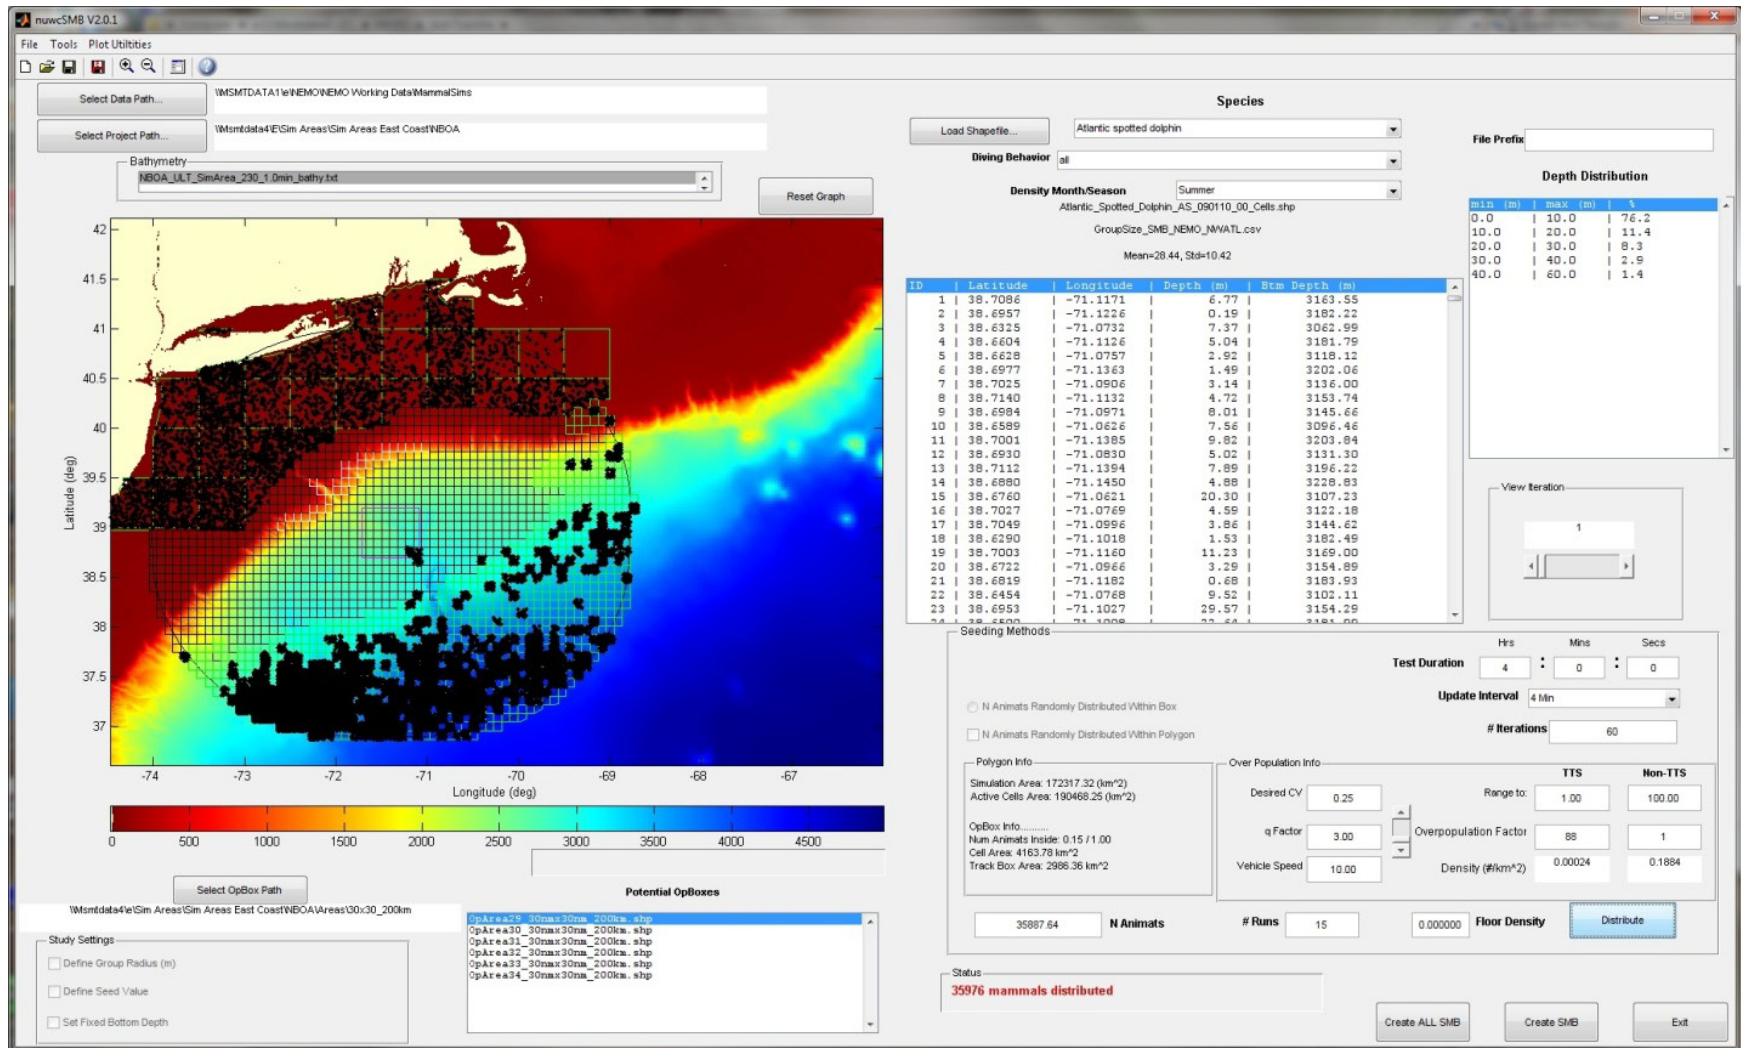 nuwcSMB V2.0.1
File Tools Plot Utiltities
Select Data Path...
\\MSMTDATA1\e\NEMO\NEMO Working Data\MammalSims
Select Project Path...
\\Msmtdata4\E\Sim Areas\Sim Areas East Coast\NBOA
Bathymetry
NBOA_ULT_SimArea_230_1.0min_bathy.txt
Reset Graph
42
41.5
41
40.5
40
39.5
39
38.5
38
37.5
37
Latitude (deg)
-74 -73 -72 -71 -70 -69 -68 -67
Longitude (deg)
0 500 1000 1500 2000 2500 3000 3500 4000 4500
Select OpBox Path
\\Msmtdata4\e\Sim Areas\Sim Areas East Coast\NBOA\Areas\30x30_200km
Study Settings
Define Group Radius (m)
Define Seed Value
Set Fixed Bottom Depth
Potential OpBoxes
OpArea29_30nmx30nm_200km.shp
OpArea30_30nmx30nm_200km.shp
OpArea31_30nmx30nm_200km.shp
OpArea32_30nmx30nm_200km.shp
OpArea33_30nmx30nm_200km.shp
OpArea34_30nmx30nm_200km.shp
Species
Load Shapefile...
Atlantic spotted dolphin
Diving Behavior
all
Density Month/Season
Summer
Atlantic_Spotted_Dolphin_AS_090110_00_Cells.shp
GroupSize_SMB_NEMO_NWATL.csv
Mean=28.44, Std=10.42
ID | Latitude | Longitude | Depth (m) | Btm Depth (m)
1 | 38.7086 | -71.1171 | 6.77 | 3163.55
2 | 38.6957 | -71.1226 | 0.19 | 3182.22
3 | 38.6325 | -71.0732 | 7.37 | 3062.99
4 | 38.6604 | -71.1126 | 5.04 | 3181.79
5 | 38.6628 | -71.0757 | 2.92 | 3118.12
6 | 38.6977 | -71.1363 | 1.49 | 3202.06
7 | 38.7025 | -71.0906 | 3.14 | 3136.00
8 | 38.7140 | -71.1132 | 4.72 | 3153.74
9 | 38.6984 | -71.0971 | 8.01 | 3145.66
10 | 38.6589 | -71.0626 | 7.56 | 3096.46
11 | 38.7001 | -71.1385 | 9.82 | 3203.84
12 | 38.6930 | -71.0830 | 5.02 | 3131.30
13 | 38.7112 | -71.1394 | 7.89 | 3196.22
14 | 38.6880 | -71.1450 | 4.88 | 3228.83
15 | 38.6760 | -71.0621 | 20.30 | 3107.23
16 | 38.7027 | -71.0769 | 4.59 | 3122.18
17 | 38.7049 | -71.0996 | 3.86 | 3144.62
18 | 38.6290 | -71.1018 | 1.53 | 3182.49
19 | 38.7003 | -71.1160 | 11.23 | 3169.00
20 | 38.6722 | -71.0966 | 3.29 | 3154.89
21 | 38.6819 | -71.1182 | 0.68 | 3183.93
22 | 38.6454 | -71.0768 | 9.52 | 3102.11
23 | 38.6953 | -71.1027 | 29.57 | 3154.29
File Prefix
Depth Distribution
min (m) | max (m) | %
0.0 | 10.0 | 76.2
10.0 | 20.0 | 11.4
20.0 | 30.0 | 8.3
30.0 | 40.0 | 2.9
40.0 | 60.0 | 1.4
View Iteration
1
Seeding Methods
Hrs Mins Secs
Test Duration 4 : 0 : 0
Update Interval 4 Min
# Iterations 60
N Animats Randomly Distributed Within Box
N Animats Randomly Distributed Within Polygon
Polygon Info
Simulation Area: 172317.32 (km^2)
Active Cells Area: 190468.25 (km^2)
OpBox Info..........
Num Animats Inside: 0.15 / 1.00
Cell Area: 4163.78 km^2
Track Box Area: 2986.36 km^2
Over Population Info
TTS Non-TTS
Desired CV 0.25 Range to: 1.00 100.00
q Factor 3.00 Overpopulation Factor 88 1
Vehicle Speed 10.00 Density (#/km^2) 0.00024 0.1884
35887.64 N Animats # Runs 15 0.000000 Floor Density Distribute
Status
35976 mammals distributed
Create ALL SMB Create SMB Exit